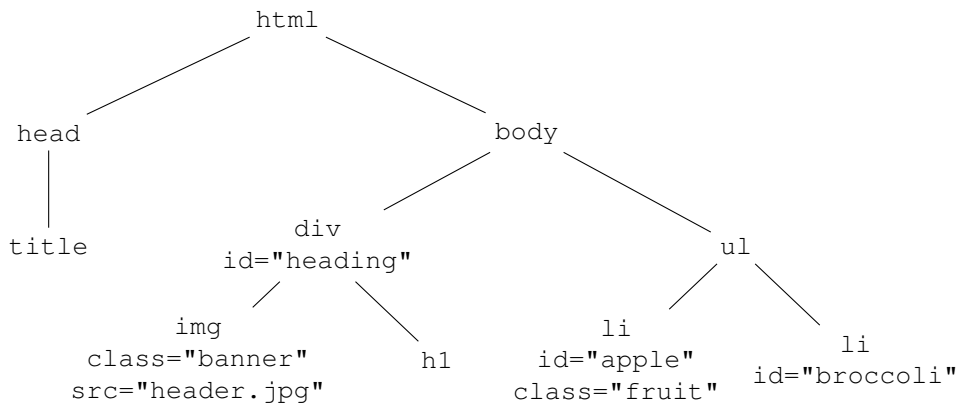 html
head
body
title
div
id="heading"
ul
img
class="banner"
src="header.jpg"
h1
li
id="apple"
class="fruit"
li
id="broccoli"